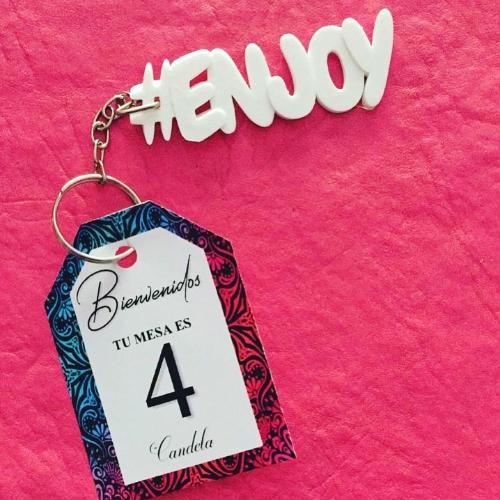 #ENJOY
Bienvenidos
TU MESA ES
4
Candela